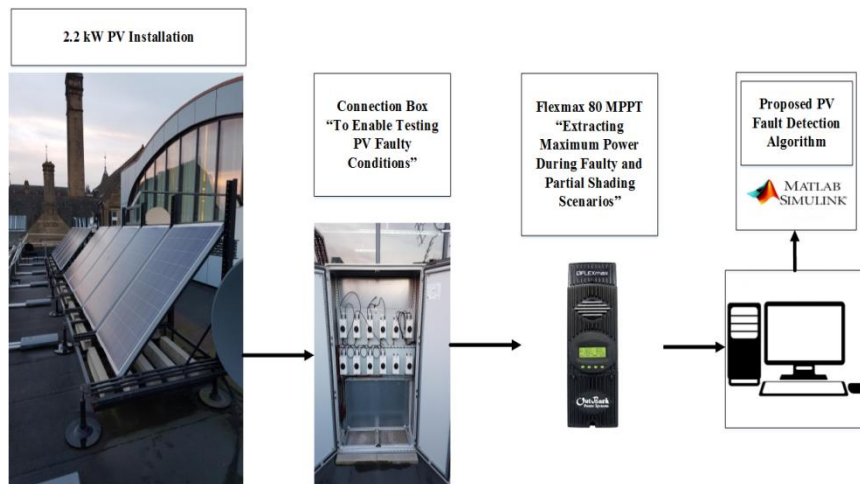 2.2 kW PV Installation
Connection Box
“To Enable Testing
PV Faulty
Conditions”
Flexmax 80 MPPT
“Extracting
Maximum Power
During Faulty and
Partial Shading
Scenarios”
Proposed PV
Fault Detection
Algorithm
MATLAB
SIMULINK
FLEXmax
OutBack
Power Systems